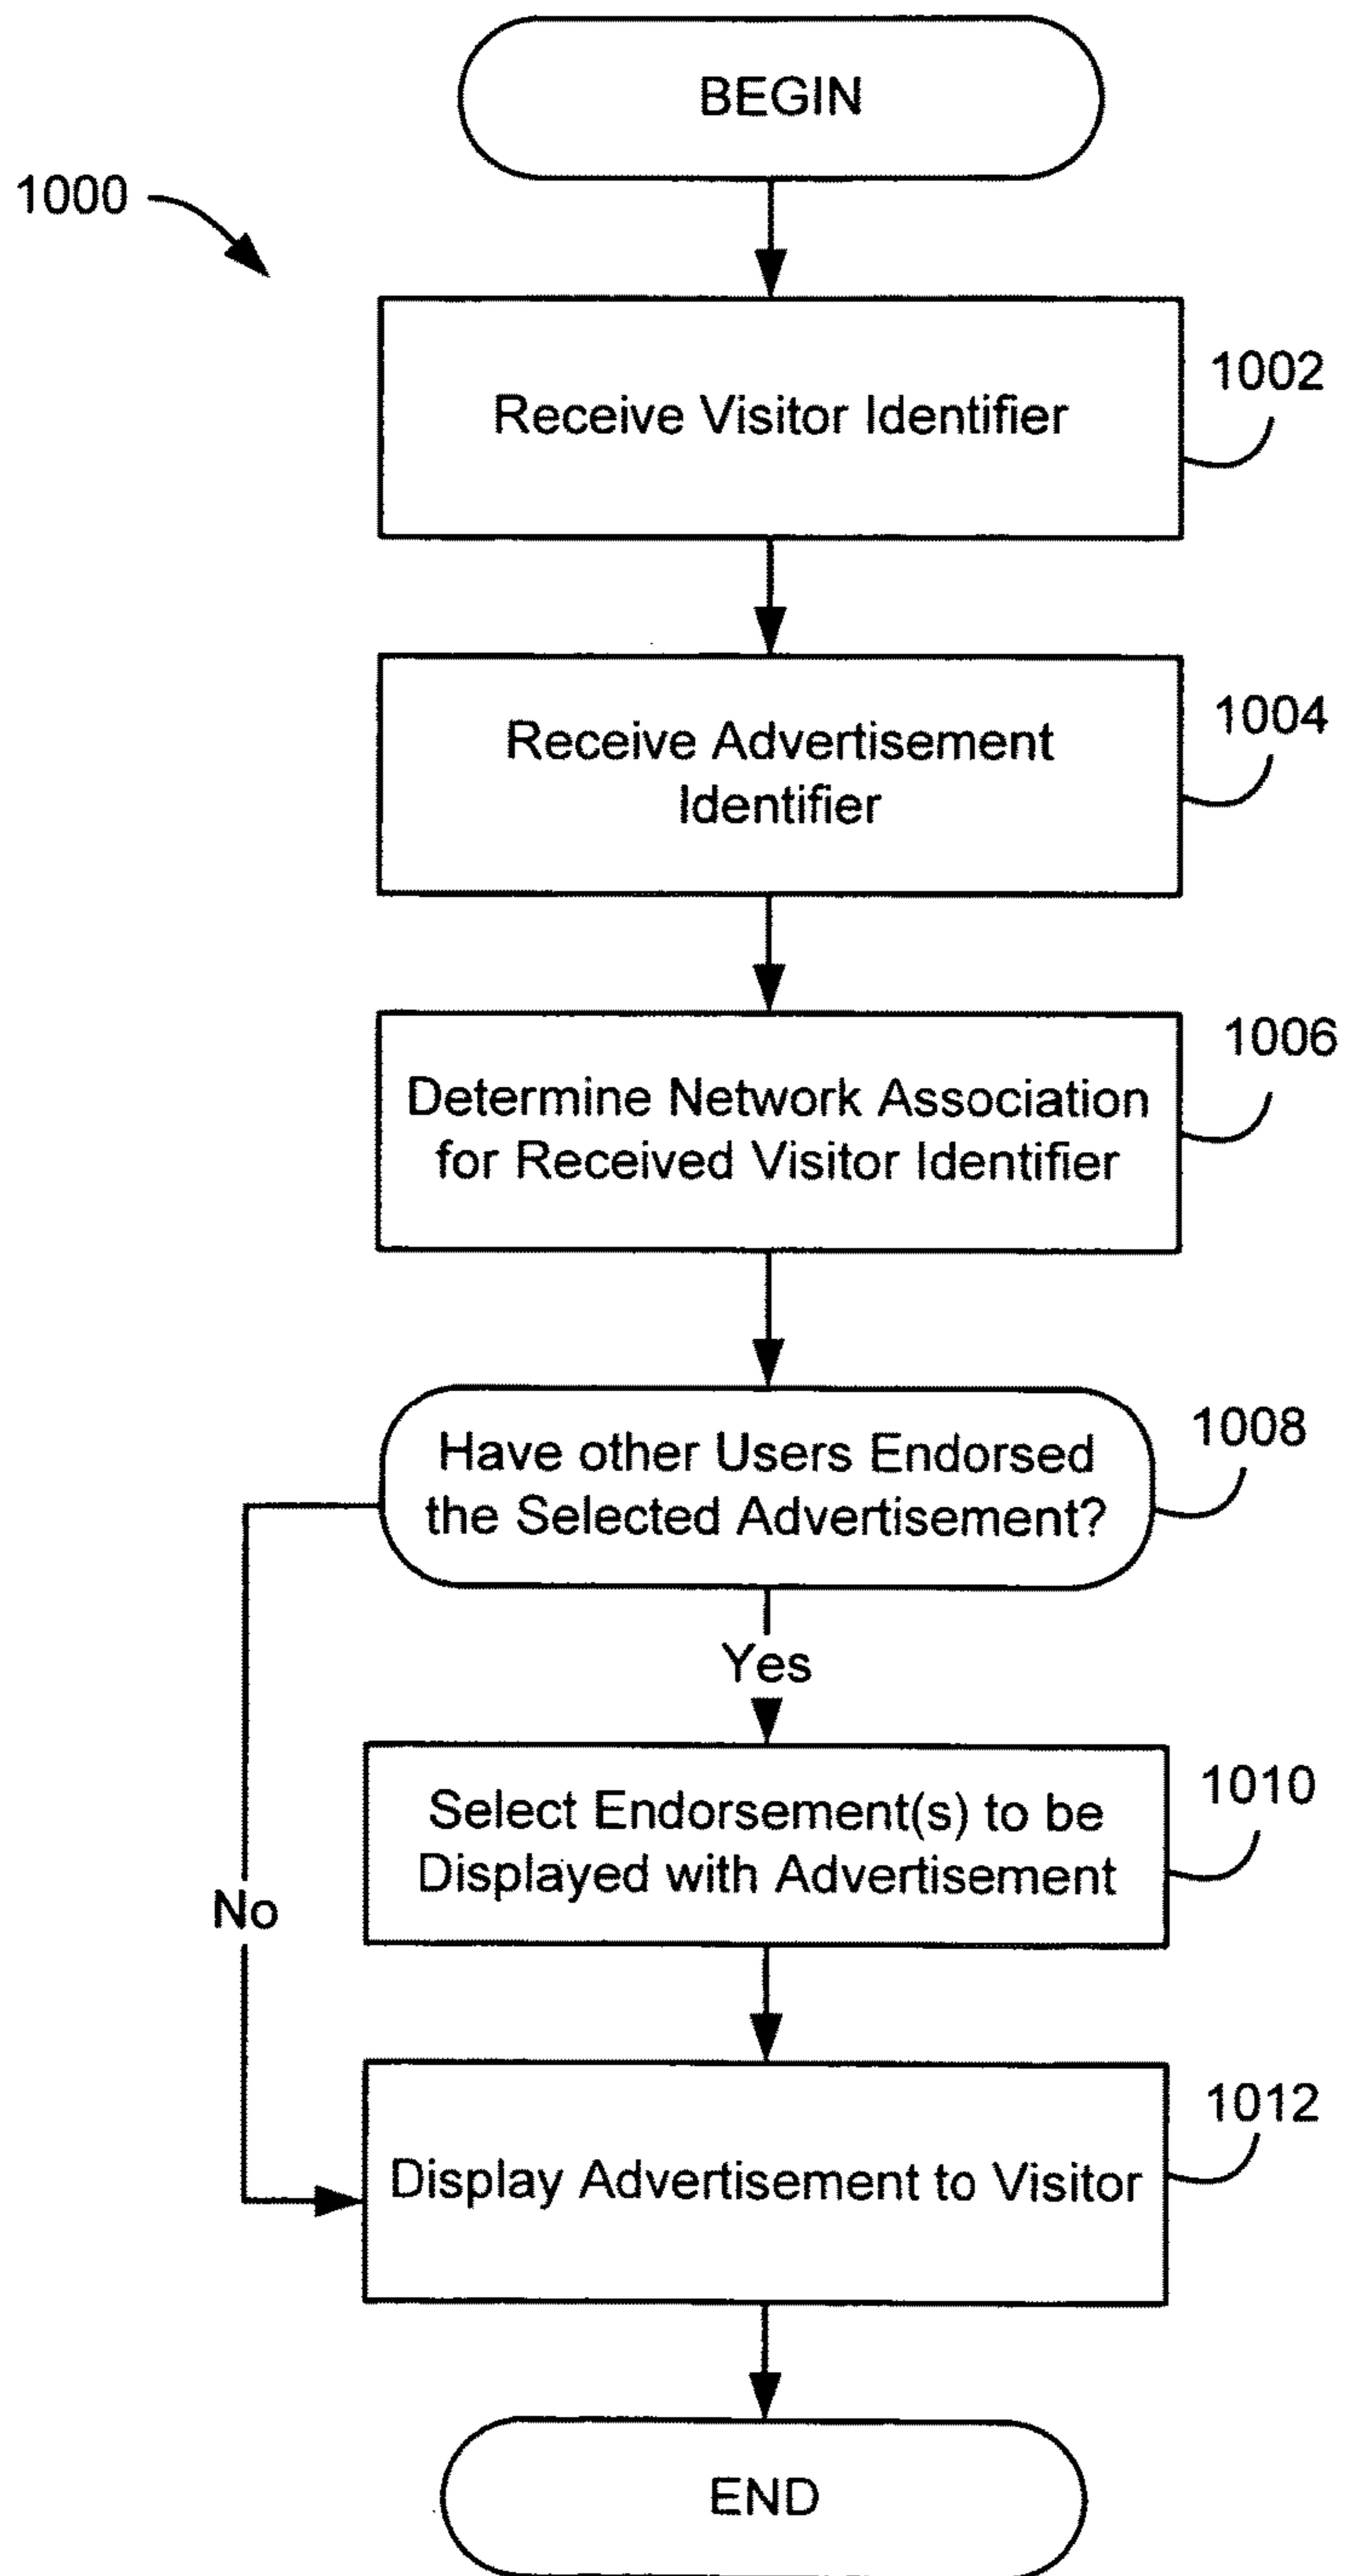 BEGIN
1000
Receive Visitor Identifier
1002
Receive Advertisement
Identifier
1004
Determine Network Association
for Received Visitor Identifier
1006
Have other Users Endorsed
the Selected Advertisement?
1008
Yes
Select Endorsement(s) to be
Displayed with Advertisement
1010
No
Display Advertisement to Visitor
1012
END